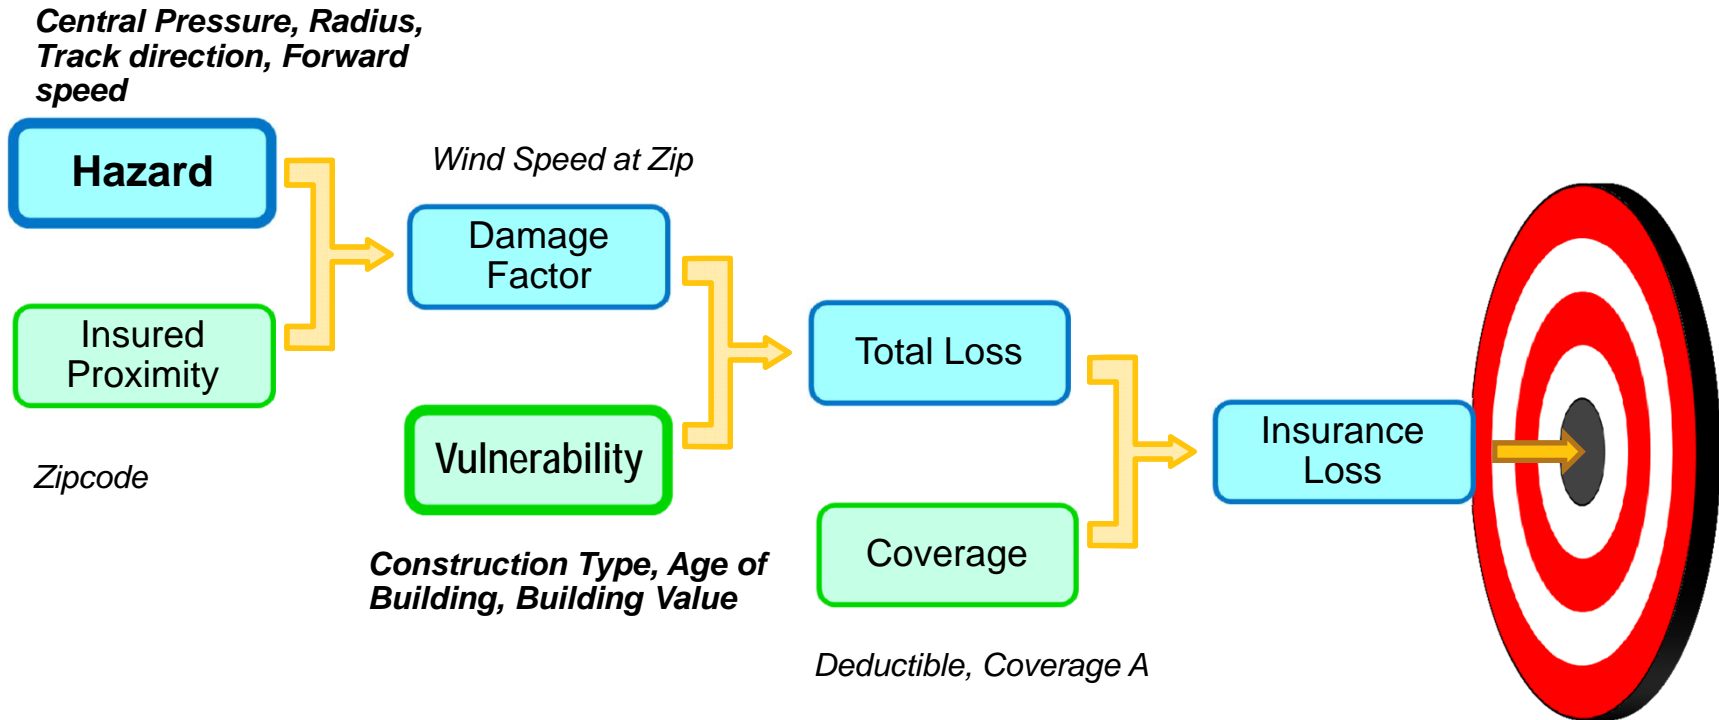 Central Pressure, Radius,
Track direction, Forward
speed
Hazard
Wind Speed at Zip
Damage
Factor
Insured
Proximity
Total Loss
Insurance
Loss
Vulnerability
Zipcode
Coverage
Construction Type, Age of
Building, Building Value
Deductible, Coverage A